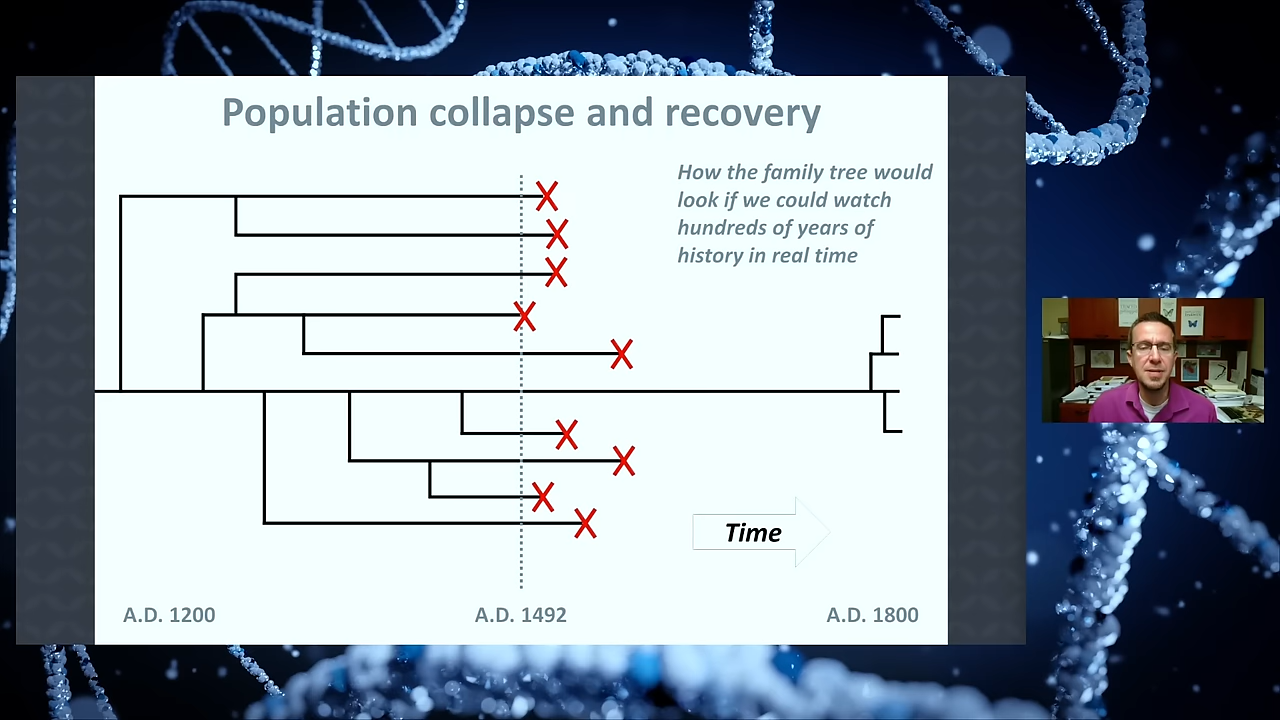 Population collapse and recovery
How the family tree would
look if we could watch
hundreds of years of
history in real time
Time
A.D. 1200
A.D. 1492
A.D. 1800